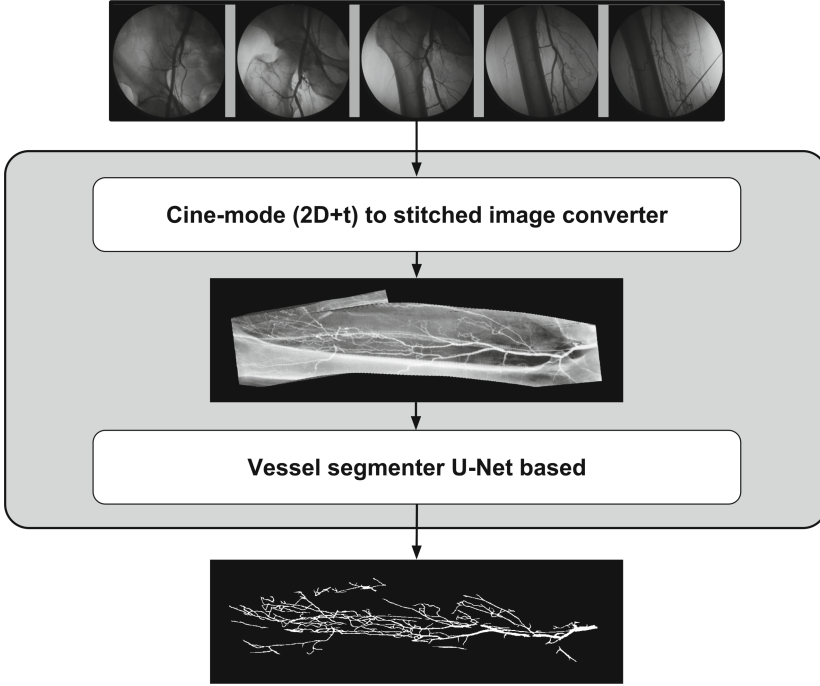 Cine-mode (2D+t) to stitched image converter
Vessel segmenter U-Net based